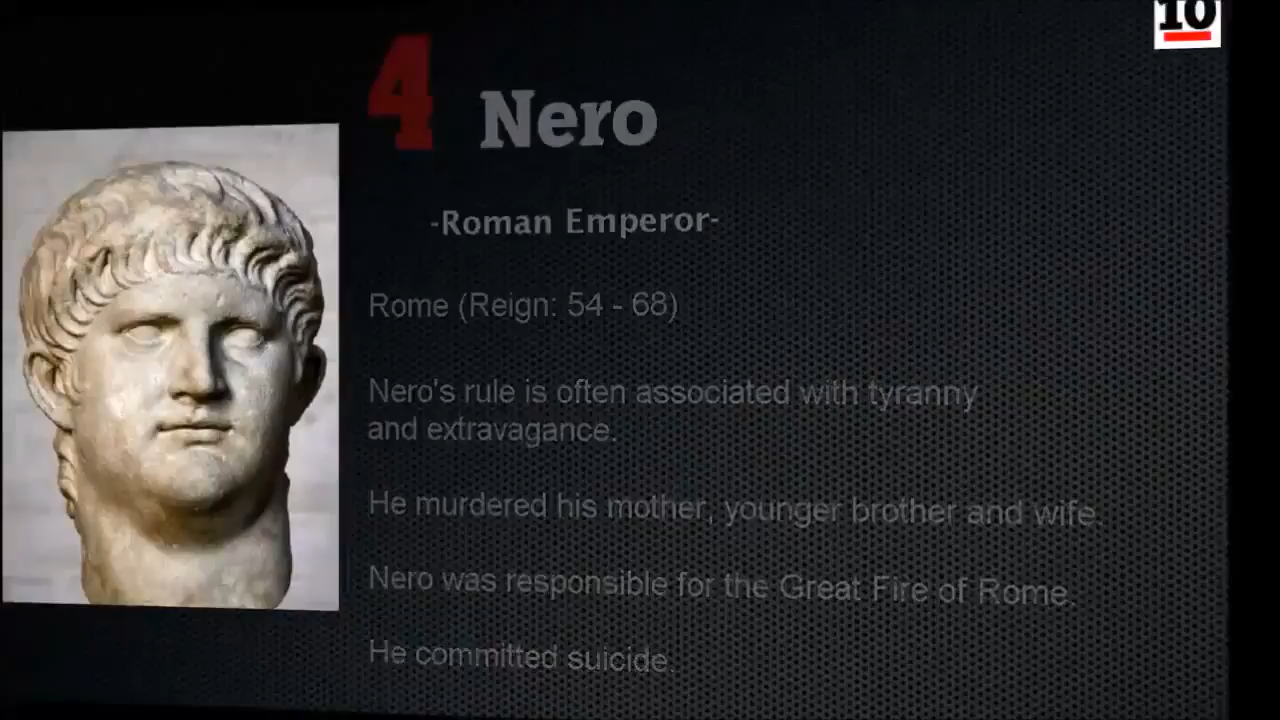 10
4 Nero
-Roman Emperor-
Rome (Reign: 54 - 68)
Nero's rule is often associated with tyranny
and extravagance.
He murdered his mother, younger brother and wife.
Nero was responsible for the Great Fire of Rome.
He committed suicide.